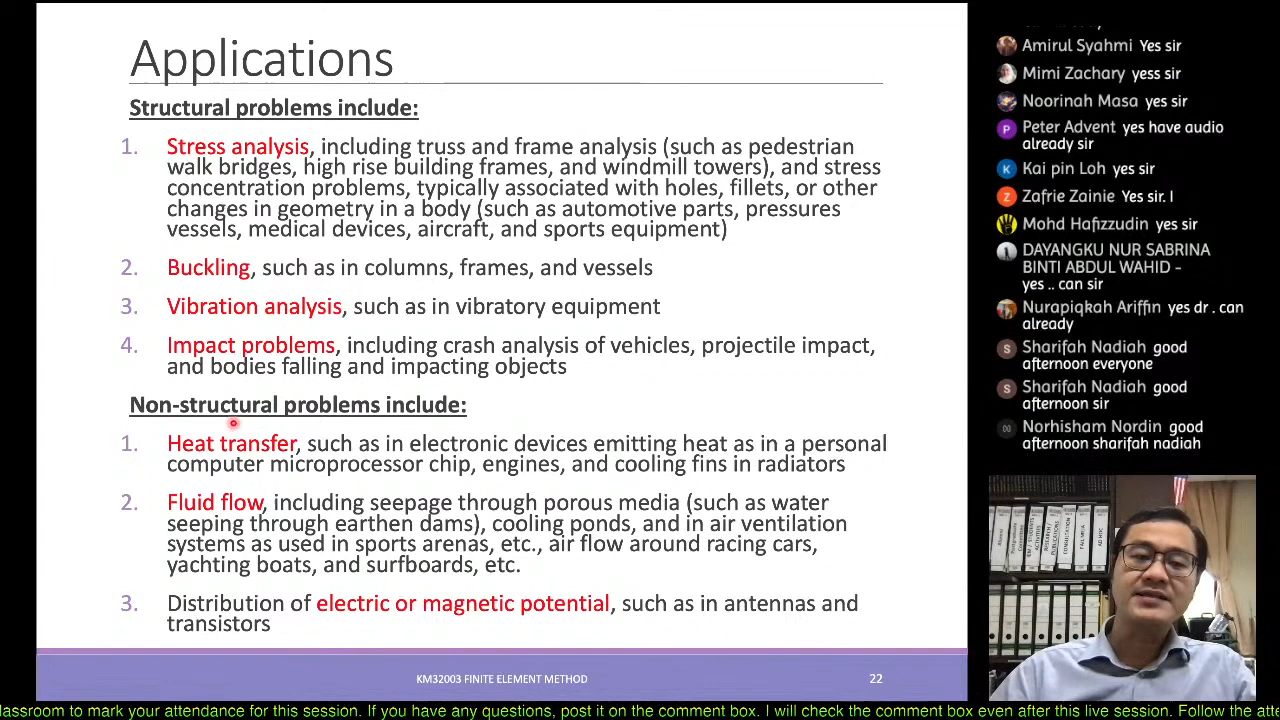 Applications
Structural problems include:
1. Stress analysis, including truss and frame analysis (such as pedestrian
walk bridges, high rise building frames, and windmill towers), and stress
concentration problems, typically associated with holes, fillets, or other
changes in geometry in a body (such as automotive parts, pressures
vessels, medical devices, aircraft, and sports equipment)
2. Buckling, such as in columns, frames, and vessels
3. Vibration analysis, such as in vibratory equipment
4. Impact problems, including crash analysis of vehicles, projectile impact,
and bodies falling and impacting objects
Non-structural problems include:
1. Heat transfer, such as in electronic devices emitting heat as in a personal
computer microprocessor chip, engines, and cooling fins in radiators
2. Fluid flow, including seepage through porous media (such as water
seeping through earthen dams), cooling ponds, and in air ventilation
systems as used in sports arenas, etc., air flow around racing cars,
yachting boats, and surfboards, etc.
3. Distribution of electric or magnetic potential, such as in antennas and
transistors
KM32003 FINITE ELEMENT METHOD
22
Amirul Syahmi Yes sir
Mimi Zachary yess sir
Noorinah Masa yes sir
P Peter Advent yes have audio
already sir
K Kai pin Loh yes sir
Z Zafrie Zainie Yes sir. I
Mohd Hafizzudin yes sir
DAYANGKU NUR SABRINA
BINTI ABDUL WAHID -
yes .. can sir
Nurapiqkah Ariffin yes dr . can
already
S Sharifah Nadiah good
afternoon everyone
S Sharifah Nadiah good
afternoon sir
Norhisham Nordin good
afternoon sharifah nadiah
CONSULTATION
FAIL MEJA
AD HOC
lassroom to mark your attendance for this session. If you have any questions, post it on the comment box. I will check the comment box even after this live session. Follow the att